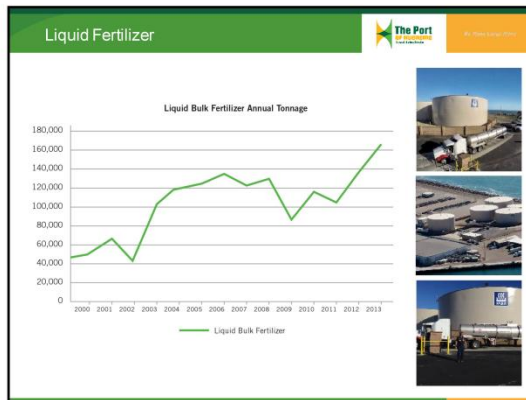 Liquid Fertilizer
The Port
OF HUENEME
Liquid Bulk Fertilizer Annual Tonnage
180,000
160,000
140,000
120,000
100,000
80,000
60,000
40,000
20,000
0
2000 2001 2002 2003 2004 2005 2006 2007 2008 2009 2010 2011 2012 2013
Liquid Bulk Fertilizer